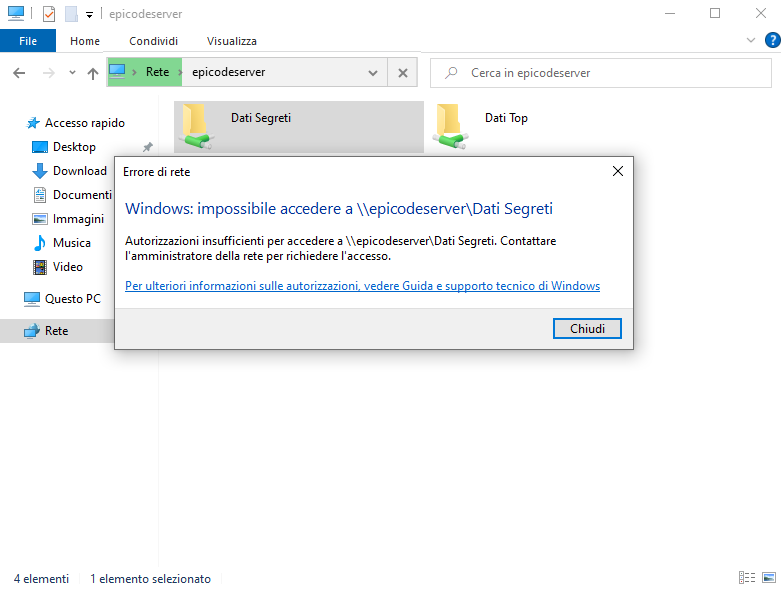 epicodeserver
File Home Condividi Visualizza
Rete epicodeserver Cerca in epicodeserver
Accesso rapido
Desktop
Download
Documenti
Immagini
Musica
Video
Questo PC
Rete
Dati Segreti Dati Top
Errore di rete
Windows: impossibile accedere a \\epicodeserver\Dati Segreti
Autorizzazioni insufficienti per accedere a \\epicodeserver\Dati Segreti. Contattare
l'amministratore della rete per richiedere l'accesso.
Per ulteriori informazioni sulle autorizzazioni, vedere Guida e supporto tecnico di Windows
Chiudi
4 elementi 1 elemento selezionato